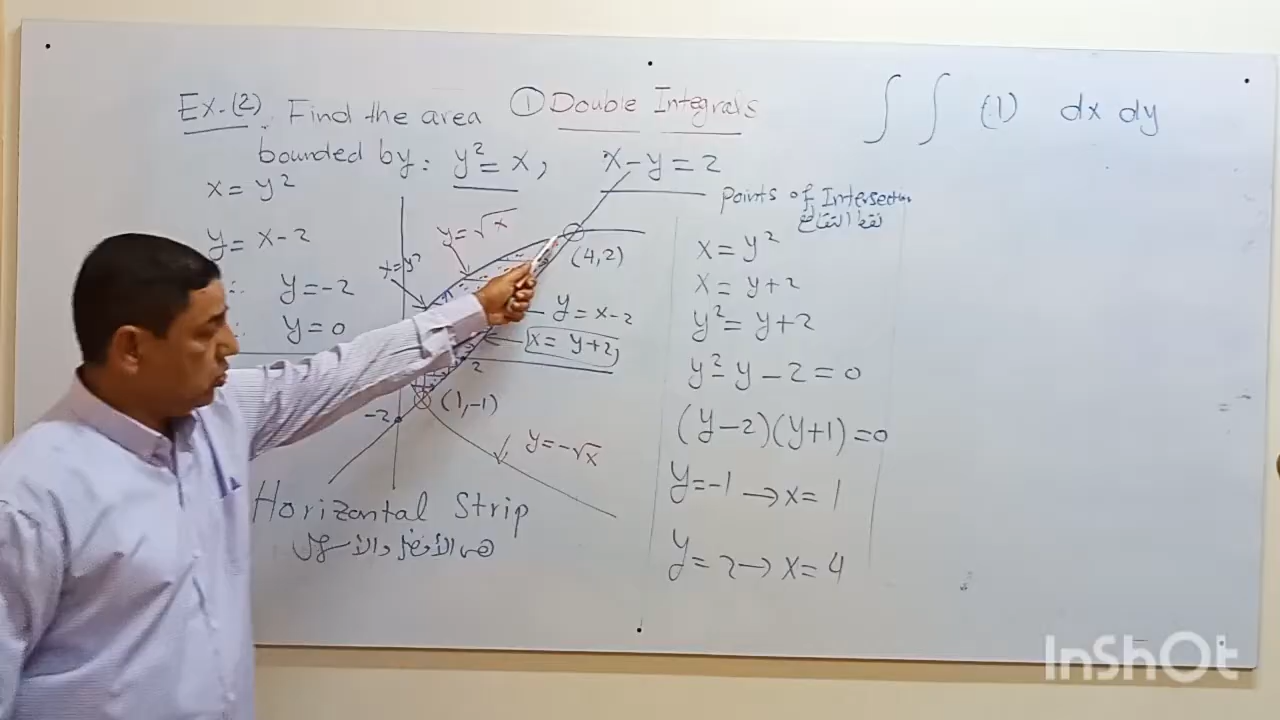 Ex-(2) Find the area
① Double Integrals
∫ ∫ (1) dx dy
bounded by: y² = x, x - y = 2
x = y²
y = x-2
∴ y = -2
∴ y = 0
y = √x
x = y²
(4,2)
y = x-2
x = y+2
2
(1,-1)
-2
y = -√x
Horizontal Strip
Points of Intersection
نقط التقاطع
x = y²
x = y+2
y² = y+2
y² - y - 2 = 0
(y-2)(y+1) = 0
y = -1 → x = 1
y = 2 → x = 4
InShOt